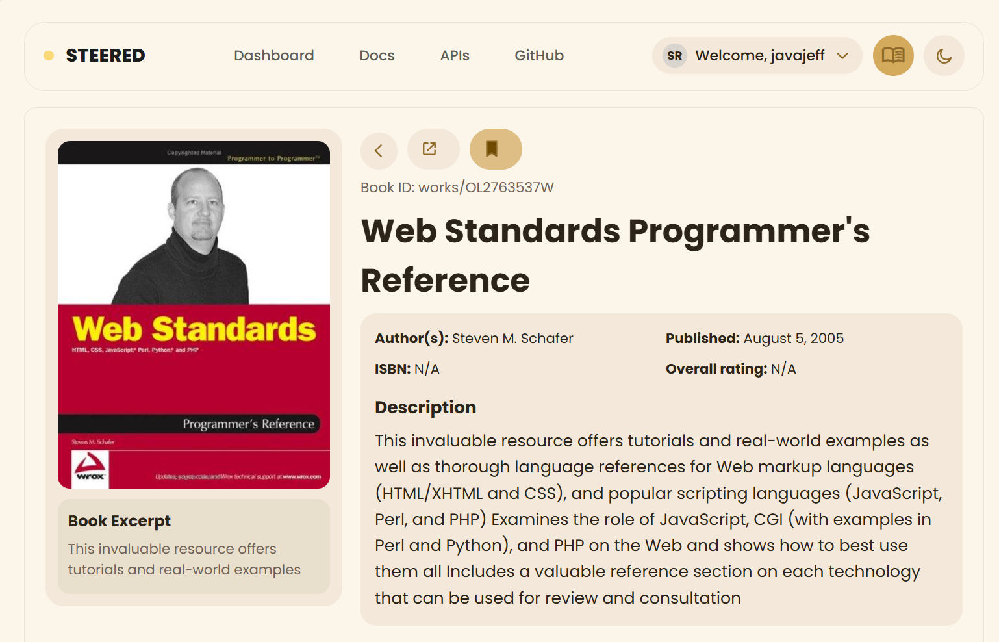 STEERED
Dashboard
Docs
APIs
GitHub
SR
Welcome, javajeff
Copyrighted Material
Programmer to Programmer™
Web Standards
HTML, CSS, JavaScript,® Perl, Python,® and PHP
Programmer's Reference
Steven M. Schafer
wrox
Updates, source code, and Wrox technical support at www.wrox.com
Book Excerpt
This invaluable resource offers
tutorials and real-world examples
Book ID: works/OL2763537W
Web Standards Programmer's
Reference
Author(s): Steven M. Schafer
Published: August 5, 2005
ISBN: N/A
Overall rating: N/A
Description
This invaluable resource offers tutorials and real-world examples as
well as thorough language references for Web markup languages
(HTML/XHTML and CSS), and popular scripting languages (JavaScript,
Perl, and PHP) Examines the role of JavaScript, CGI (with examples in
Perl and Python), and PHP on the Web and shows how to best use
them all Includes a valuable reference section on each technology
that can be used for review and consultation